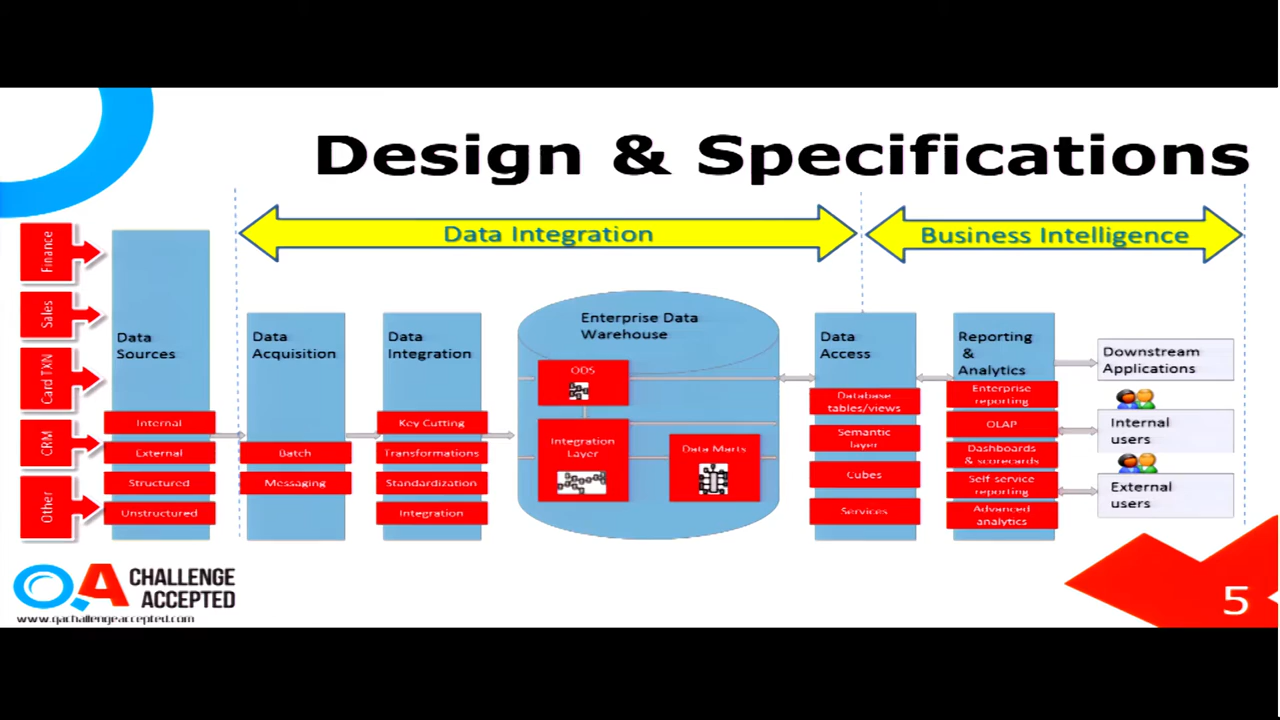 Design & Specifications
Data Integration
Business Intelligence
Finance
Sales
Card TXN
CRM
Other
Data
Sources
Internal
External
Structured
Unstructured
Data
Acquisition
Batch
Messaging
Data
Integration
Key Cutting
Transformations
Standardization
Integration
Enterprise Data
Warehouse
ODS
Integration
Layer
Data Marts
Data
Access
Database
tables/views
Semantic
layer
Cubes
Services
Reporting
&
Analytics
Enterprise
reporting
OLAP
Dashboards
& scorecards
Self-service
reporting
Advanced
analytics
Downstream
Applications
Internal
users
External
users
QA CHALLENGE
ACCEPTED
www.qachallengeaccepted.com
5